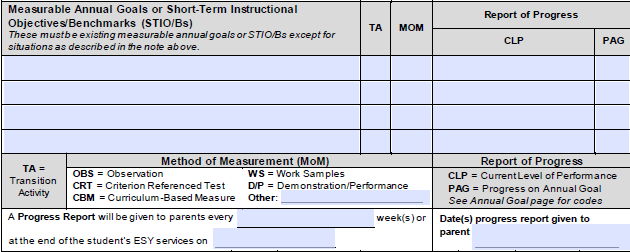 Measurable Annual Goals or Short-Term Instructional
Objectives/Benchmarks (STIO/Bs)
These must be existing measurable annual goals or STIO/Bs except for
situations as described in the note above.
TA
MOM
Report of Progress
CLP
PAG
TA =
Transition
Activity
Method of Measurement (MoM)
OBS = Observation
WS = Work Samples
CRT = Criterion Referenced Test
D/P = Demonstration/Performance
CBM = Curriculum-Based Measure
Other:
Report of Progress
CLP = Current Level of Performance
PAG = Progress on Annual Goal
See Annual Goal page for codes
A Progress Report will be given to parents every week(s) or
at the end of the student's ESY services on
Date(s) progress report given to
parent